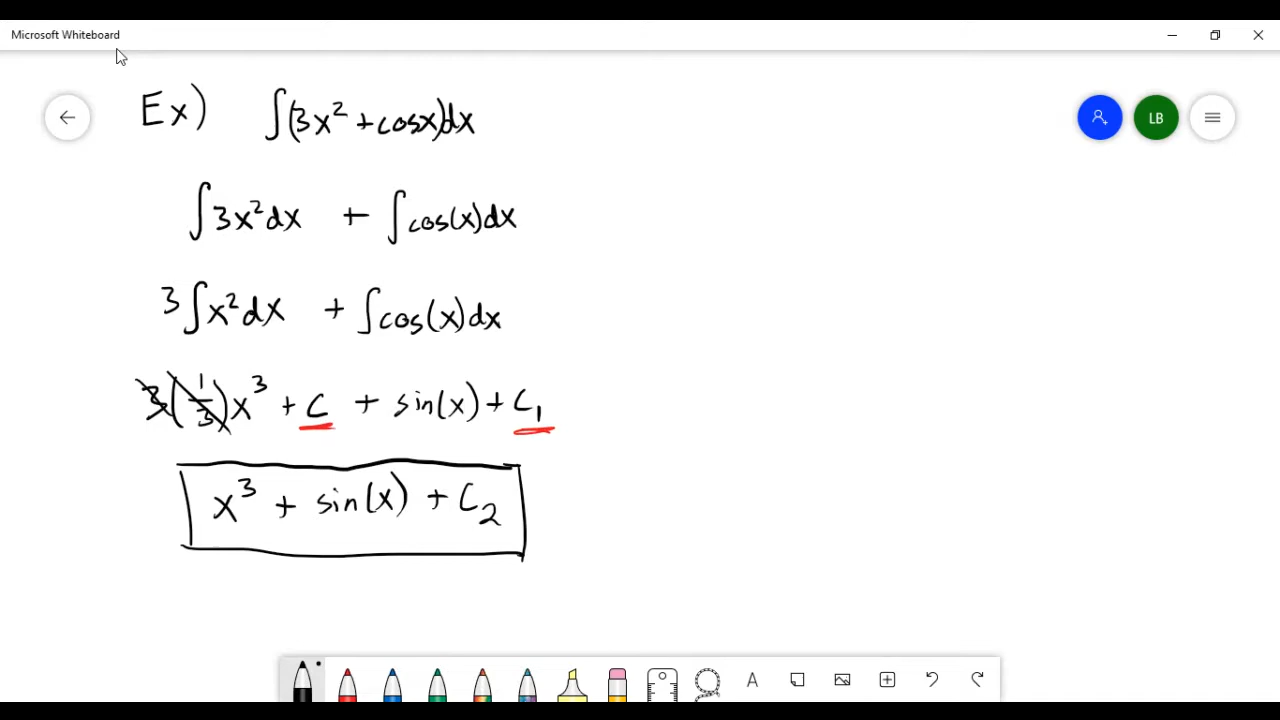 Microsoft Whiteboard
Ex) ∫(3x² + cosx)dx
LB
∫3x²dx + ∫cos(x)dx
3∫x²dx + ∫cos(x)dx
3(1/3)x³ + C + sin(x) + C₁
x³ + sin(x) + C₂
A